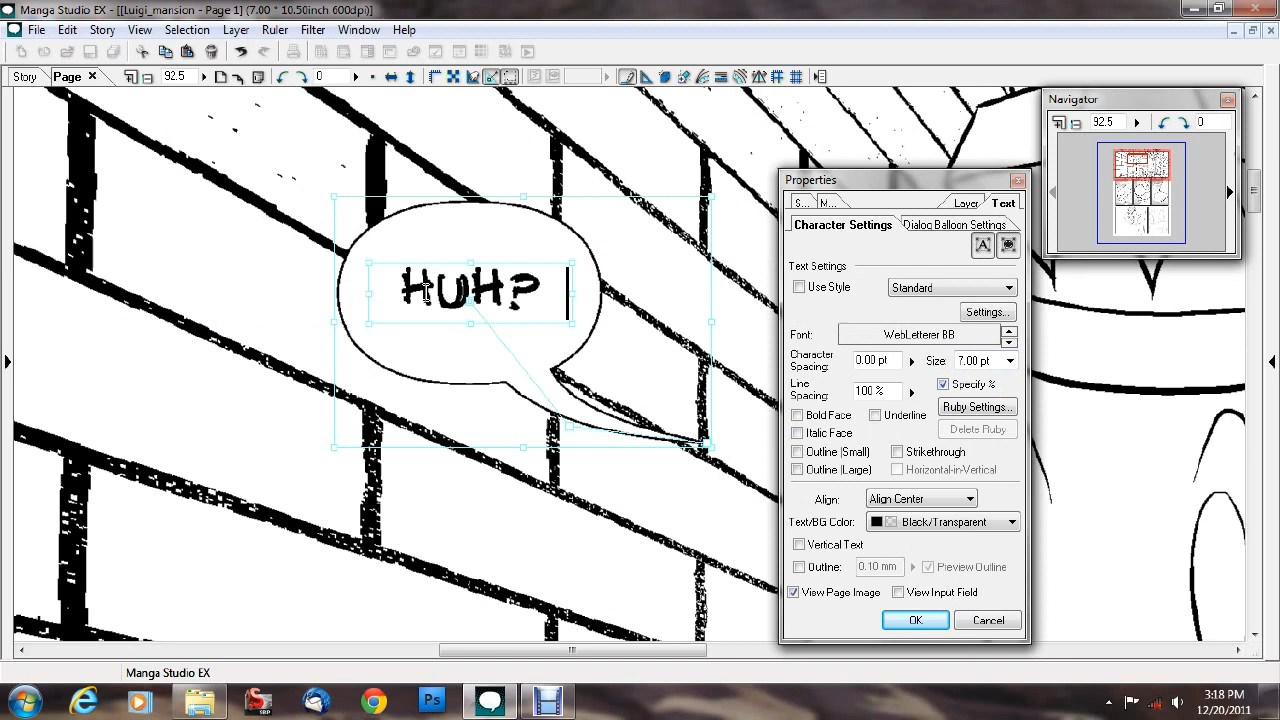 Manga Studio EX - [[Luigi_mansion - Page 1] (7.00 * 10.50inch 600dpi)]
File Edit Story View Selection Layer Ruler Filter Window Help
Story Page 92.5 0
Navigator
92.5 0
HUH?
Properties
S... M... Layer Text
Character Settings Dialog Balloon Settings
Text Settings
Use Style Standard
Settings...
Font: WebLetterer BB
Character Spacing: 0.00 pt Size: 7.00 pt
Line Spacing: 100 % Specify %
Bold Face Underline Ruby Settings...
Italic Face Delete Ruby
Outline (Small) Strikethrough
Outline (Large) Horizontal-in-Vertical
Align: Align Center
Text/BG Color: Black/Transparent
Vertical Text
Outline: 0.10 mm Preview Outline
View Page Image View Input Field
OK Cancel
Manga Studio EX
Ps
3:18 PM
12/20/2011